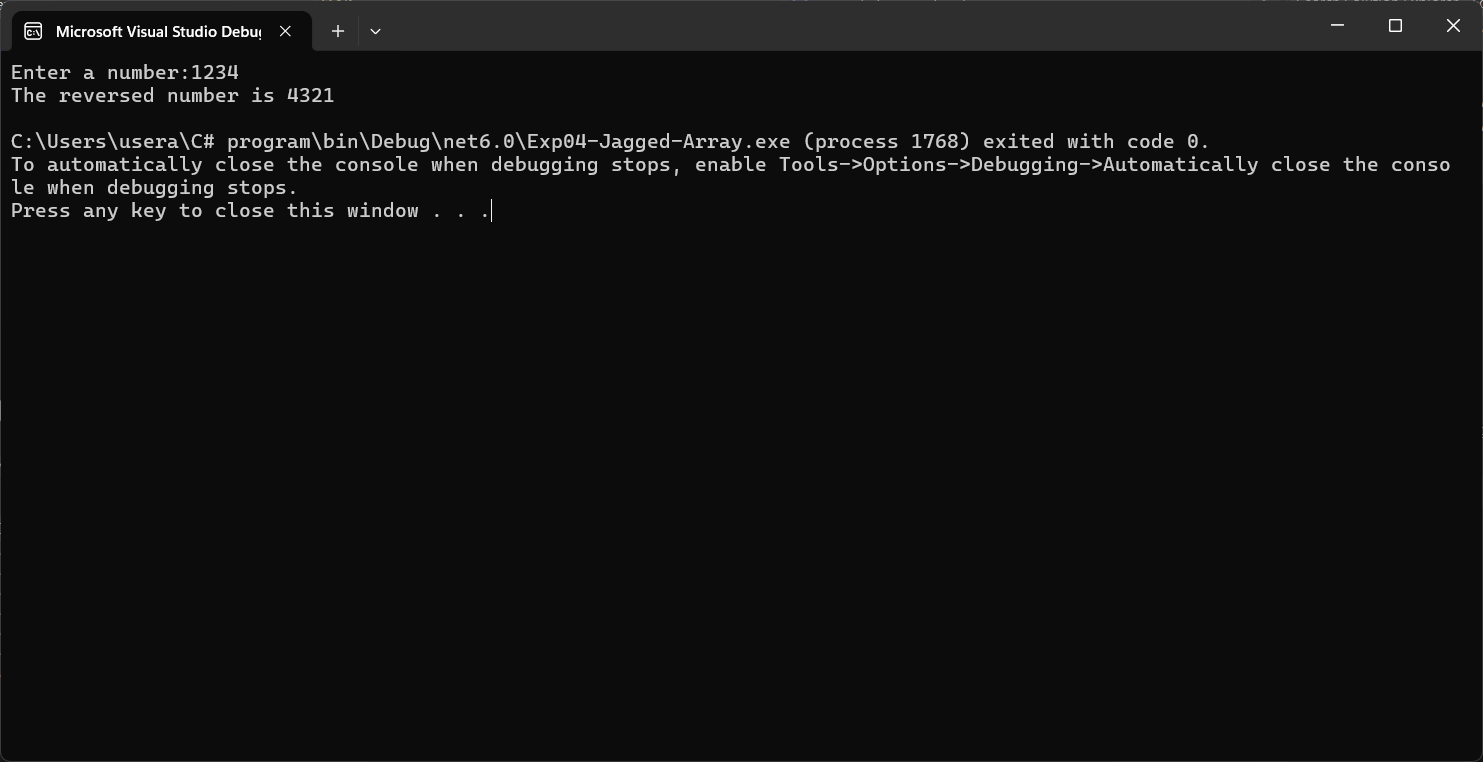 Microsoft Visual Studio Debu
Enter a number:1234
The reversed number is 4321
C:\Users\usera\C# program\bin\Debug\net6.0\Exp04-Jagged-Array.exe (process 1768) exited with code 0.
To automatically close the console when debugging stops, enable Tools->Options->Debugging->Automatically close the conso
le when debugging stops.
Press any key to close this window . . .